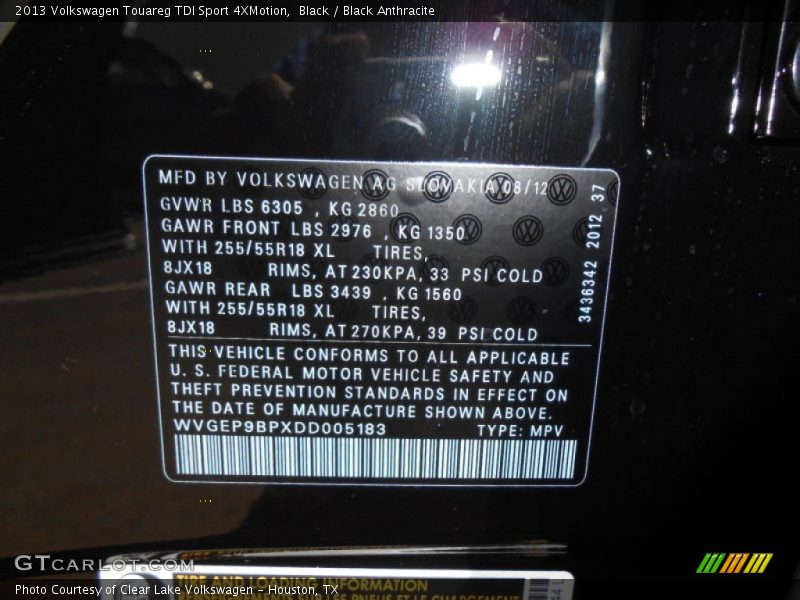 2013 Volkswagen Touareg TDI Sport 4XMotion,  Black / Black Anthracite
MFD BY VOLKSWAGEN AG SLOVAKIA 08/12
GVWR LBS 6305 , KG 2860
GAWR FRONT LBS 2976 , KG 1350
WITH 255/55R18 XL TIRES,
8JX18 RIMS, AT 230KPA, 33 PSI COLD
GAWR REAR LBS 3439 , KG 1560
WITH 255/55R18 XL TIRES,
8JX18 RIMS, AT 270KPA, 39 PSI COLD
3436342 2012 37
THIS VEHICLE CONFORMS TO ALL APPLICABLE
U. S. FEDERAL MOTOR VEHICLE SAFETY AND
THEFT PREVENTION STANDARDS IN EFFECT ON
THE DATE OF MANUFACTURE SHOWN ABOVE.
WVGEP9BPXDD005183 TYPE: MPV
GTCARLOT.COM
TIRE AND LOADING INFORMATION
Photo Courtesy of Clear Lake Volkswagen - Houston, TX